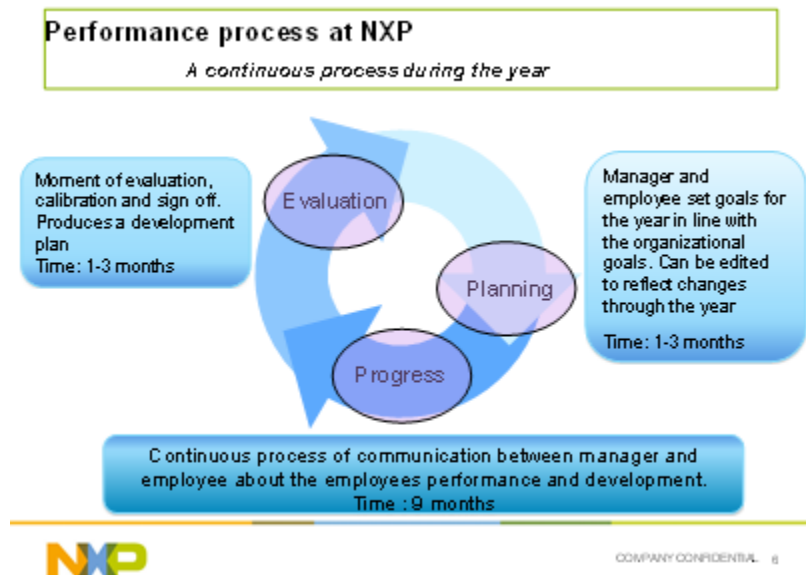 Performance process at NXP
A continuous process during the year
Moment of evaluation,
calibration and sign off.
Produces a development
plan
Time: 1-3 months
Evaluation
Manager and
employee set goals for
the year in line with
the organizational
goals. Can be edited
to reflect changes
through the year
Time: 1-3 months
Planning
Progress
Continuous process of communication between manager and
employee about the employees performance and development.
Time : 9 months
NXP
COMPANY CONFIDENTIAL 6